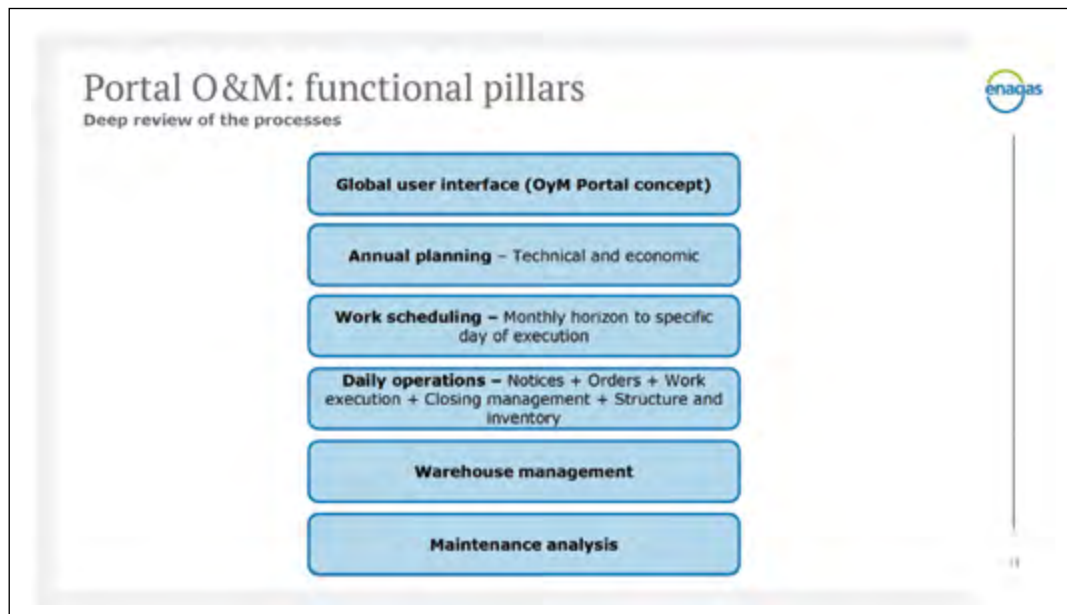 Portal O&M: functional pillars
Deep review of the processes
enagas
Global user interface (OyM Portal concept)
Annual planning – Technical and economic
Work scheduling – Monthly horizon to specific
day of execution
Daily operations – Notices + Orders + Work
execution + Closing management + Structure and
inventory
Warehouse management
Maintenance analysis